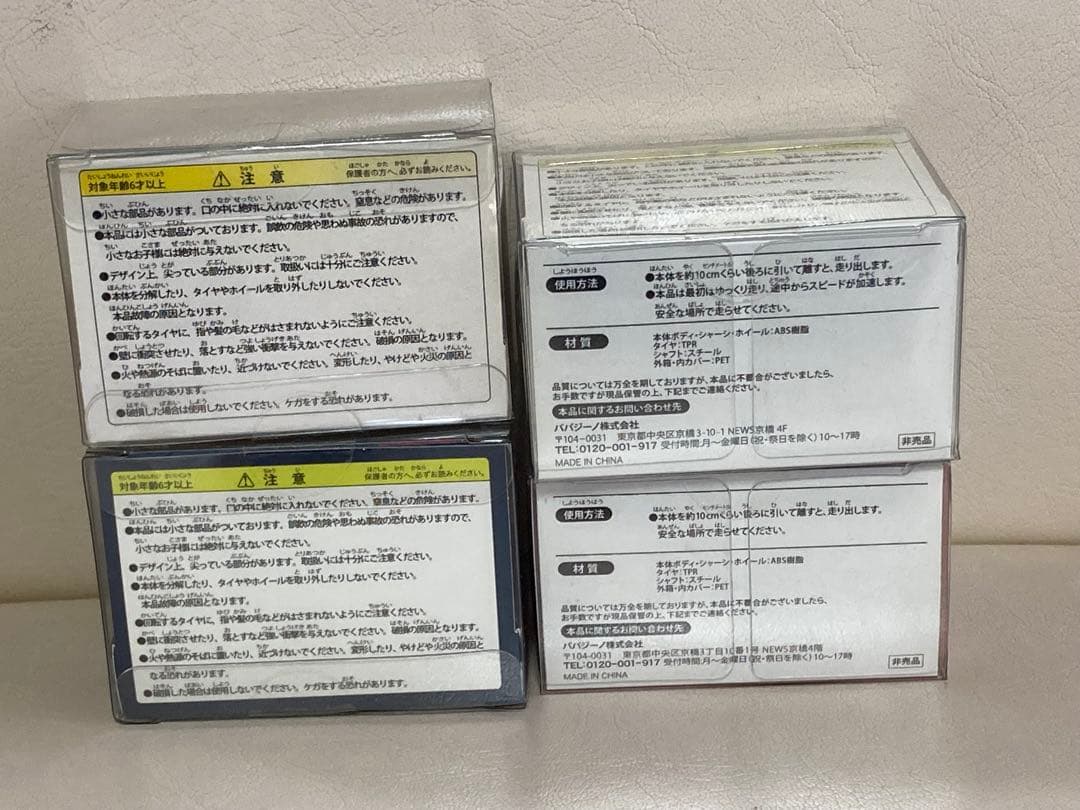 対象年齢6才以上 ⚠注意 保護者の方へ、必ずお読みください。
●小さな部品があります。口の中に絶対に入れないでください。窒息などの危険があります。
●本品には小さな部品がついております。誤飲の危険や思わぬ事故の恐れがありますので、
小さなお子様には絶対に与えないでください。
●デザイン上、尖っている部分があります。取扱いには十分にご注意ください。
●本体を分解したり、タイヤやホイールを取り外したりしないでください。
本品故障の原因となります。
●回転するタイヤに、指や髪の毛などがはさまれないようにご注意ください。
●壁に衝突させたり、落とすなど強い衝撃を与えないでください。破損の原因となります。
●火や熱源のそばに置いたり、近づけないでください。変形したり、やけどや火災の原因と
なる恐れがあります。
●破損した場合は使用しないでください。ケガをする恐れがあります。
対象年齢6才以上 ⚠注意 保護者の方へ、必ずお読みください。
●小さな部品があります。口の中に絶対に入れないでください。窒息などの危険があります。
●本品には小さな部品がついております。誤飲の危険や思わぬ事故の恐れがありますので、
小さなお子様には絶対に与えないでください。
●デザイン上、尖っている部分があります。取扱いには十分にご注意ください。
●本体を分解したり、タイヤやホイールを取り外したりしないでください。
本品故障の原因となります。
●回転するタイヤに、指や髪の毛などがはさまれないようにご注意ください。
●壁に衝突させたり、落とすなど強い衝撃を与えないでください。破損の原因となります。
●火や熱源のそばに置いたり、近づけないでください。変形したり、やけどや火災の原因と
なる恐れがあります。
●破損した場合は使用しないでください。ケガをする恐れがあります。
使用方法 ●本体を約10cmくらい後ろに引いて離すと、走り出します。
●本品は最初はゆっくり走り、途中からスピードが加速します。
安全な場所で走らせてください。
材質 本体ボディ・シャーシ・ホイール:ABS樹脂
タイヤ:TPR
シャフト:スチール
外箱・内カバー:PET
品質については万全を期しておりますが、本品に不都合がございましたら、
お手数ですが現品保管の上、下記までご連絡ください。
本品に関するお問い合わせ先
ババジーノ株式会社
〒104-0031 東京都中央区京橋3-10-1 NEWS京橋 4F
TEL:0120-001-917 受付時間:月〜金曜日(祝・祭日を除く)10〜17時
MADE IN CHINA 非売品
使用方法 ●本体を約10cmくらい後ろに引いて離すと、走り出します。
安全な場所で走らせてください。
材質 本体ボディ・シャーシ・ホイール:ABS樹脂
タイヤ:TPR
シャフト:スチール
外箱・内カバー:PET
品質については万全を期しておりますが、本品に不都合がございましたら、
お手数ですが現品保管の上、下記までご連絡ください。
本品に関するお問い合わせ先
ババジーノ株式会社
〒104-0031 東京都中央区京橋3丁目10番1号 NEWS京橋4階
TEL:0120-001-917 受付時間:月〜金曜日(祝・祭日を除く)10〜17時
MADE IN CHINA 非売品